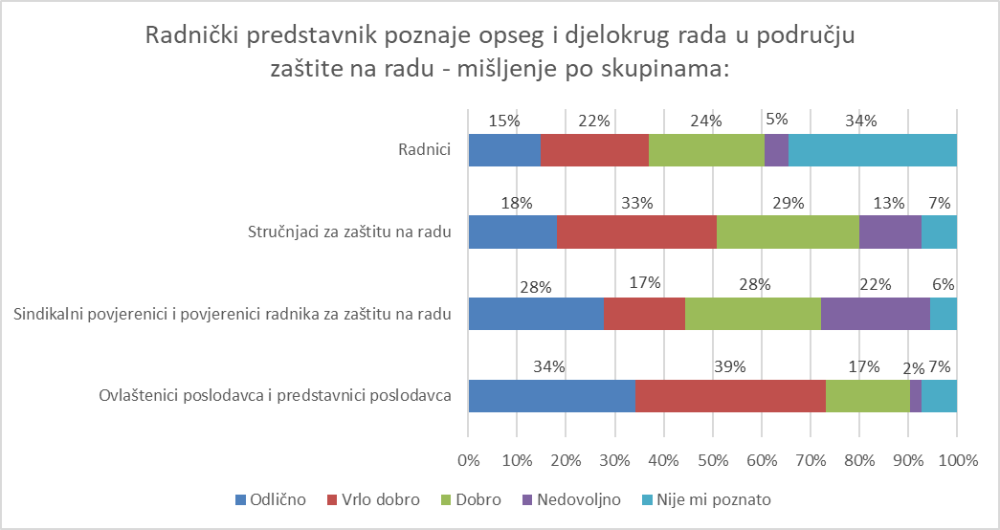 Radnički predstavnik poznaje opseg i djelokrug rada u području
zaštite na radu - mišljenje po skupinama:
15% 22% 24% 5% 34%
Radnici
18% 33% 29% 13% 7%
Stručnjaci za zaštitu na radu
28% 17% 28% 22% 6%
Sindikalni povjerenici i povjerenici radnika za zaštitu na radu
34% 39% 17% 2% 7%
Ovlaštenici poslodavca i predstavnici poslodavca
0% 10% 20% 30% 40% 50% 60% 70% 80% 90% 100%
Odlično Vrlo dobro Dobro Nedovoljno Nije mi poznato